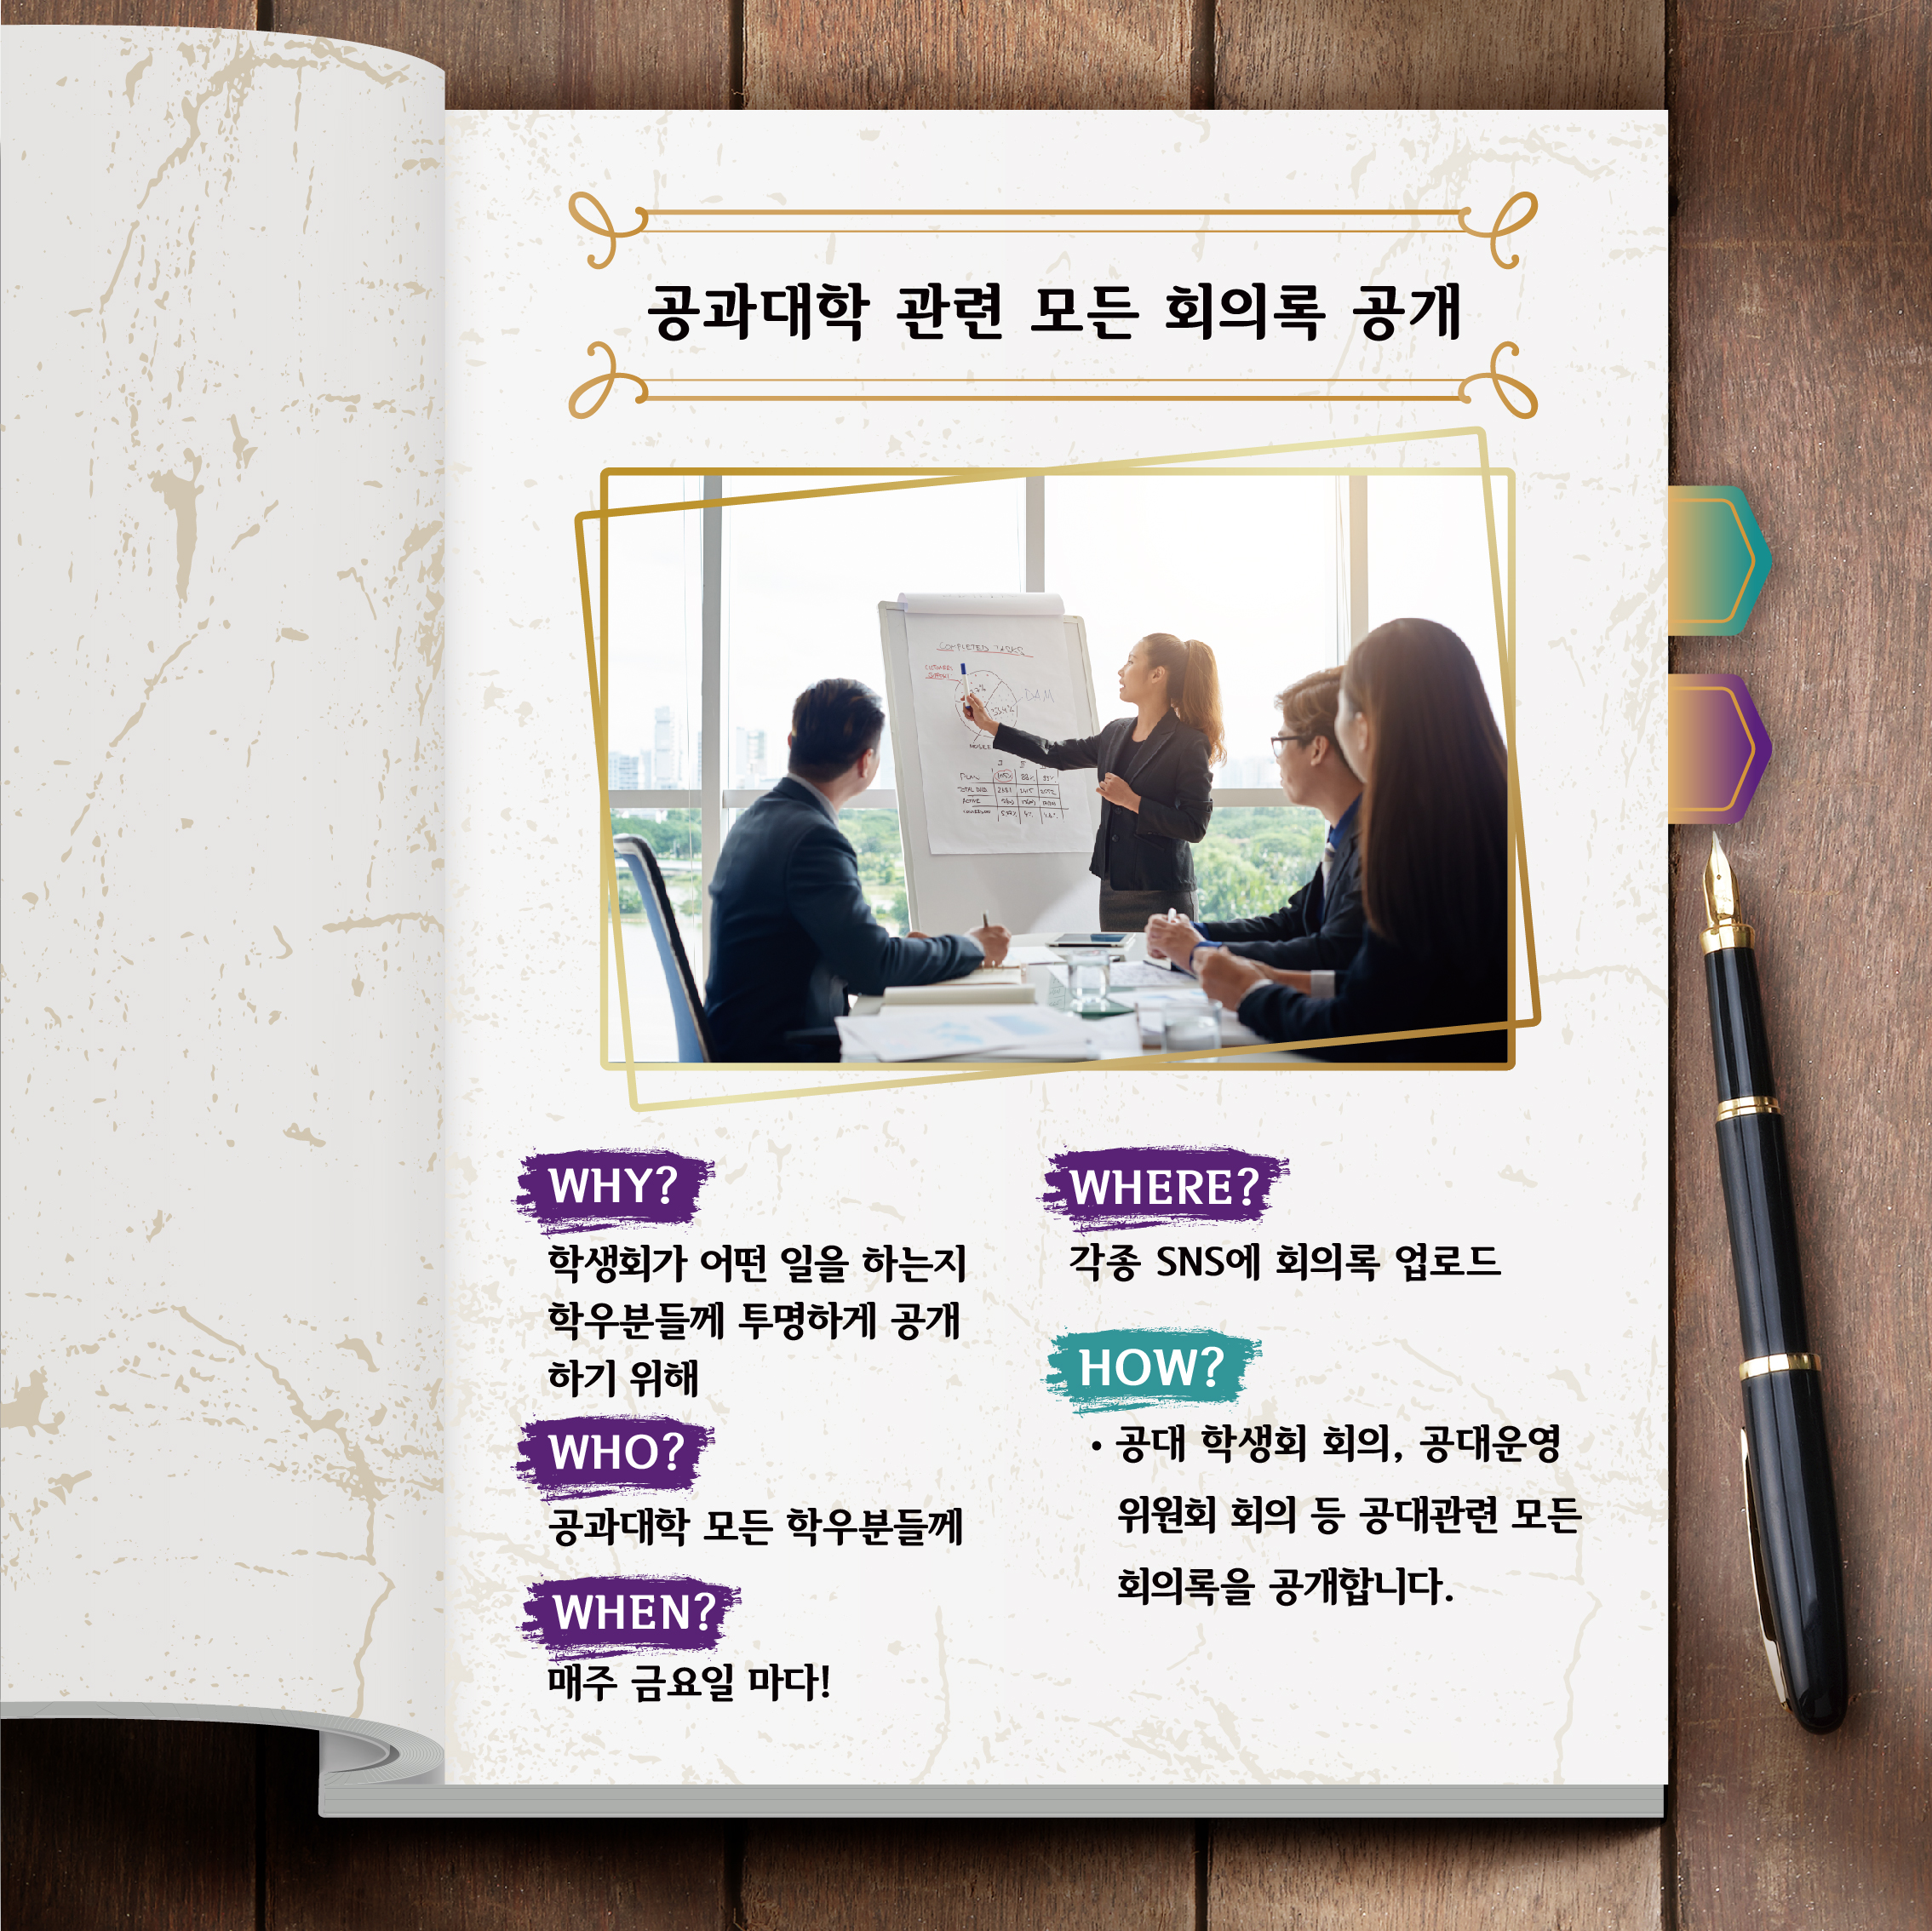 공과대학 관련 모든 회의록 공개
COMPLETED TASKS
WHY?
학생회가 어떤 일을 하는지
학우분들께 투명하게 공개
하기 위해
WHO?
공과대학 모든 학우분들께
WHEN?
매주 금요일 마다!
WHERE?
각종 SNS에 회의록 업로드
HOW?
• 공대 학생회 회의, 공대운영
위원회 회의 등 공대관련 모든
회의록을 공개합니다.